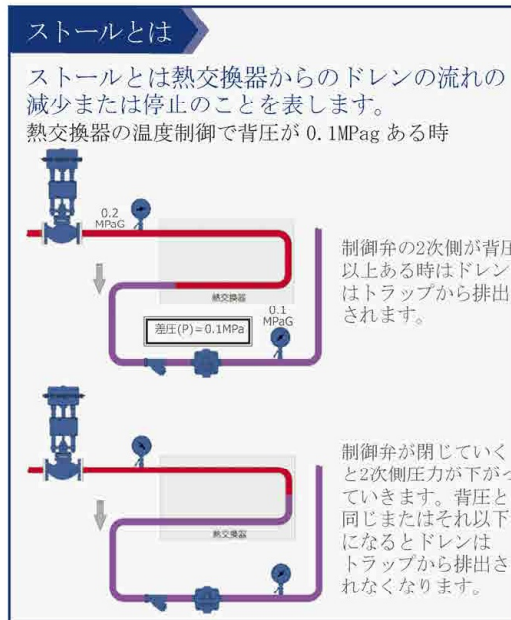 ストールとは
ストールとは熱交換器からのドレンの流れの
減少または停止のことを表します。
熱交換器の温度制御で背圧が 0.1MPag ある時
0.2
MPaG
制御弁の2次側が背圧
以上ある時はドレン
はトラップから排出
されます。
熱交換器
差圧(P)=0.1MPa
0.1
MPaG
制御弁が閉じていく
と2次側圧力が下がっ
ていきます。背圧と
同じまたはそれ以下
になるとドレンは
トラップから排出さ
れなくなります。
熱交換器